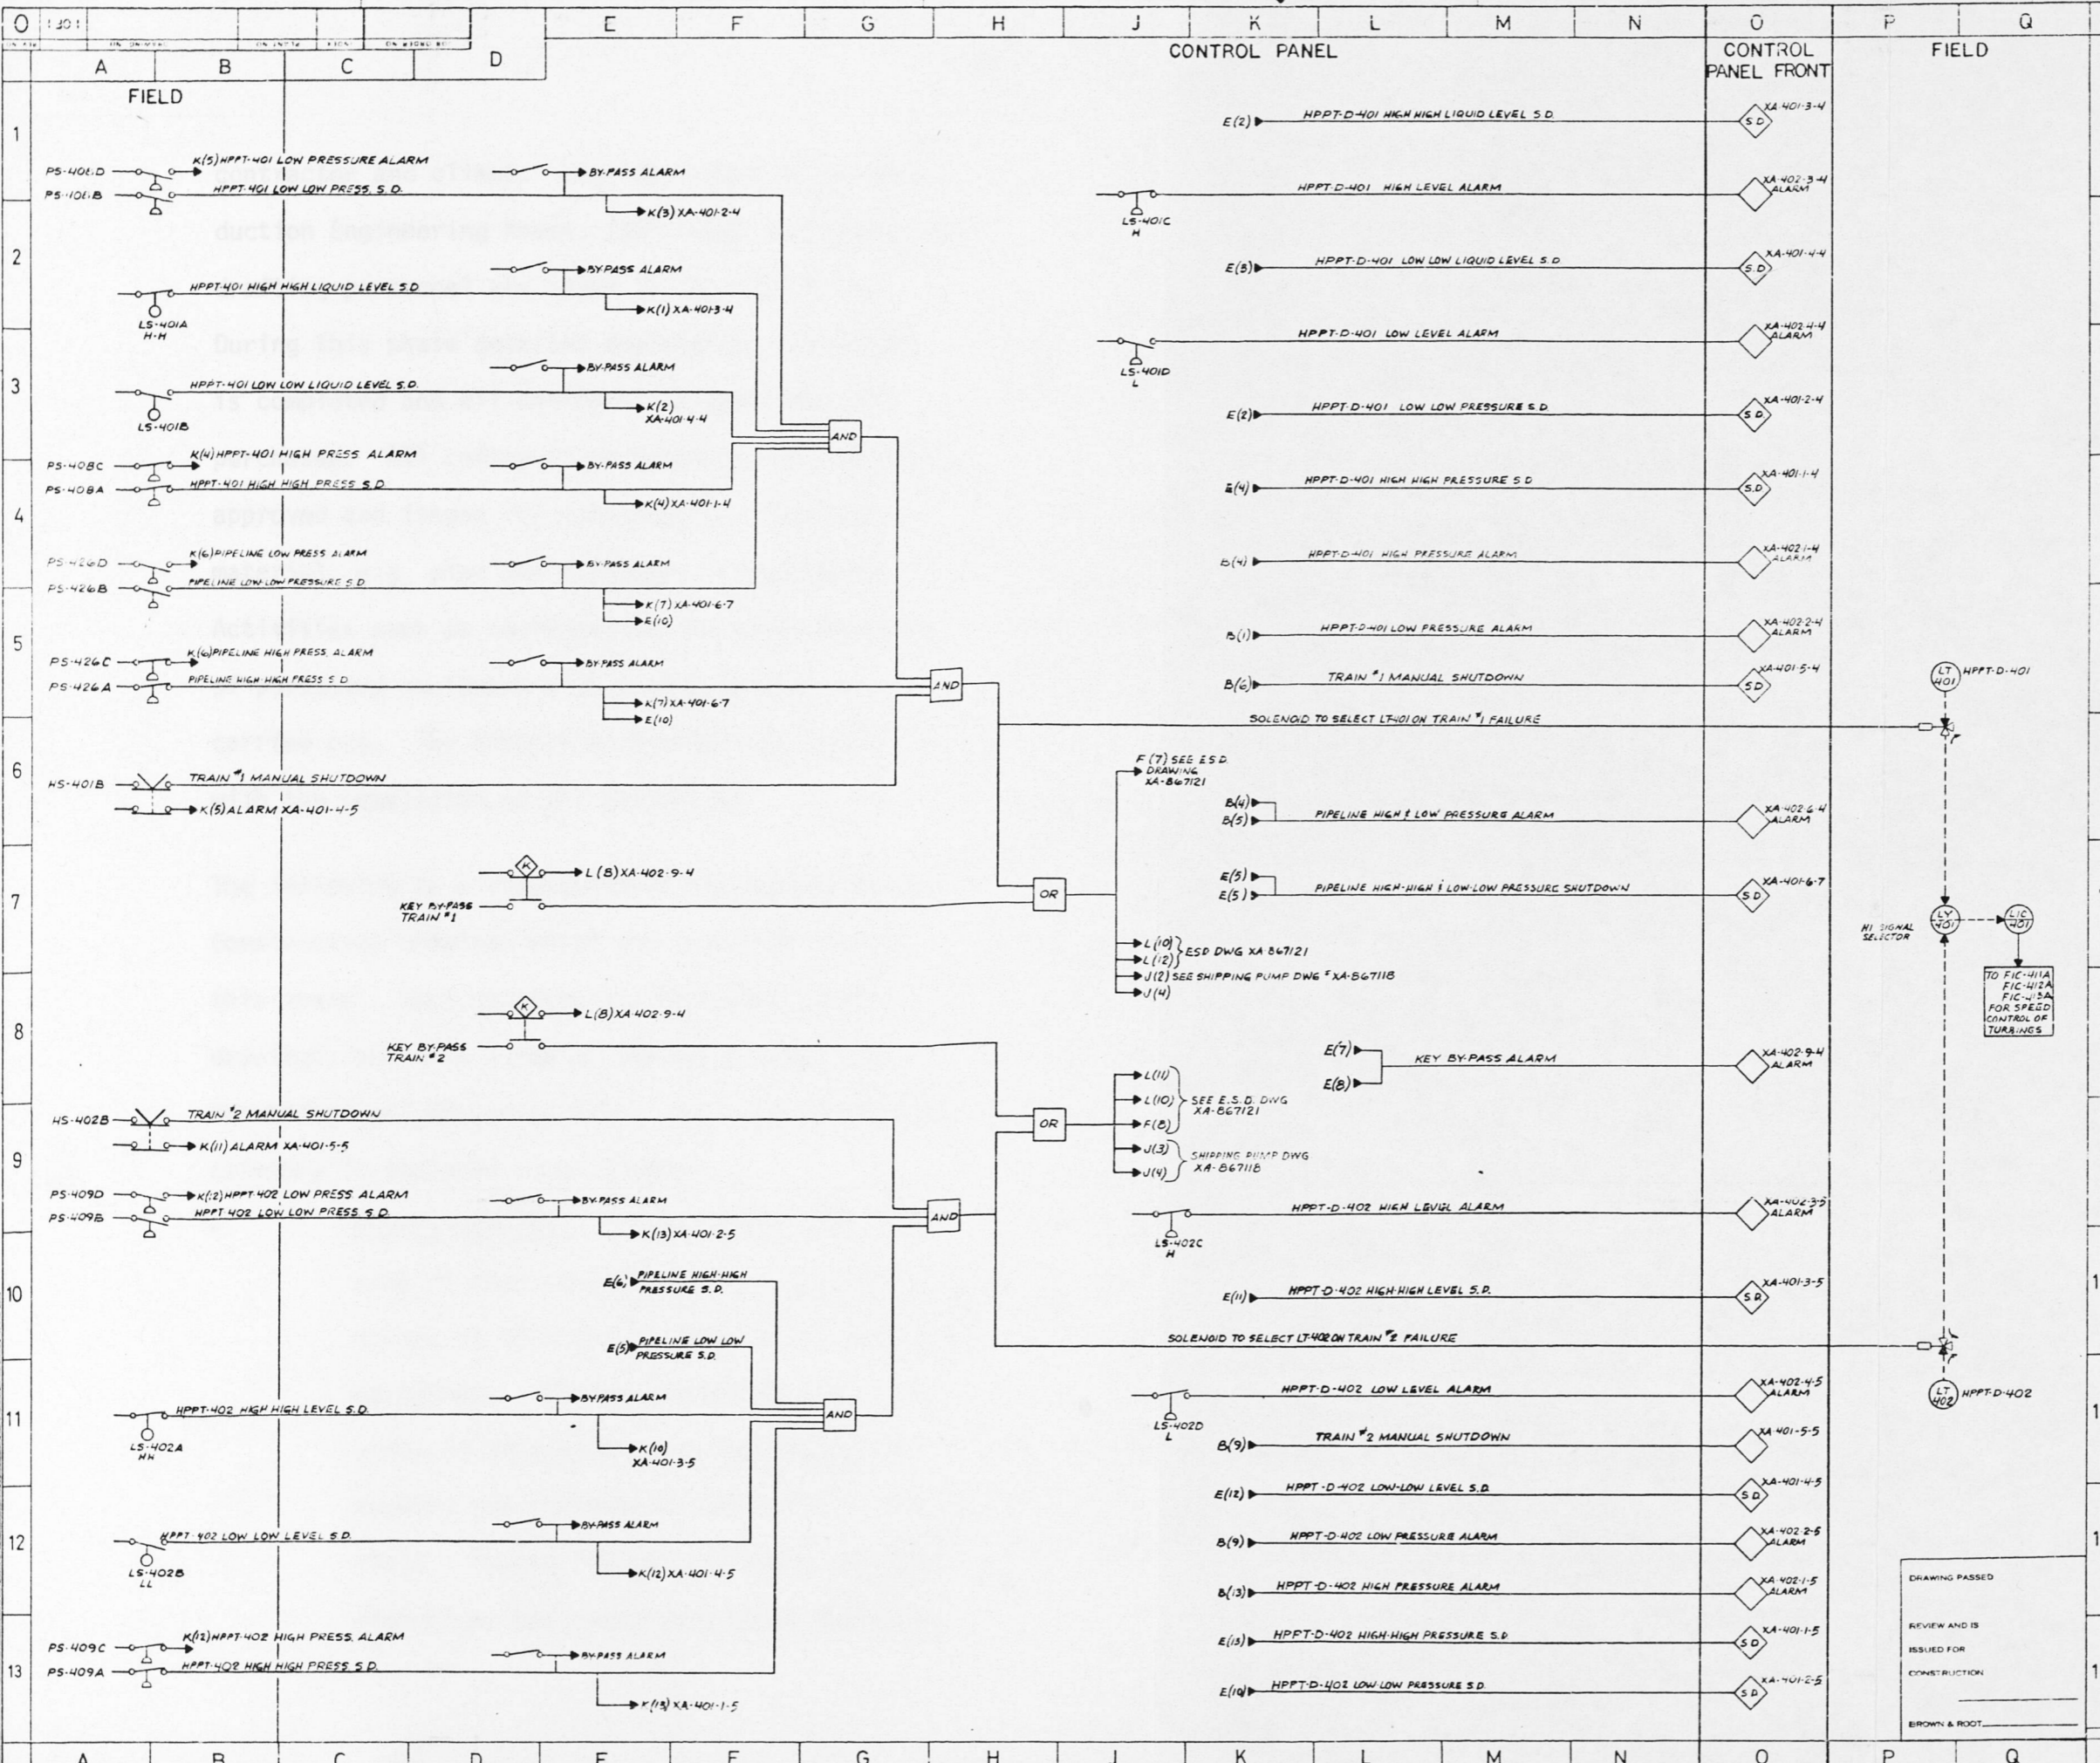 O E F G H J K L M N O P Q
A B C D
CONTROL PANEL
CONTROL
PANEL FRONT
FIELD
FIELD
1
E(2) HPPT-D-401 HIGH HIGH LIQUID LEVEL S.D. S.D XA-401-3-4
K(5) HPPT-401 LOW PRESSURE ALARM
BY-PASS ALARM
HPPT-401 LOW LOW PRESS. S.D.
K(3) XA-401-2-4
HPPT-D-401 HIGH LEVEL ALARM XA-402-3-4
ALARM
LS-401C
H
2
BY-PASS ALARM
E(3) HPPT-D-401 LOW LOW LIQUID LEVEL S.D S.D XA-401-4-4
HPPT-401 HIGH HIGH LIQUID LEVEL S.D
K(1) XA-401-3-4
LS-401A
H-H
HPPT-D-401 LOW LEVEL ALARM XA-402-4-4
ALARM
LS-401D
L
3
BY-PASS ALARM
HPPT-401 LOW LOW LIQUID LEVEL S.D.
K(2)
XA-401-4-4
LS-401B
E(2) HPPT-D-401 LOW LOW PRESSURE S.D. S.D XA-401-2-4
AND
PS-408C K(4) HPPT-401 HIGH PRESS ALARM
BY-PASS ALARM
PS-408A HPPT-401 HIGH HIGH PRESS S.D
K(4) XA-401-1-4
E(4) HPPT-D-401 HIGH HIGH PRESSURE S.D S.D XA-401-1-4
4
PS-426D K(6) PIPELINE LOW PRESS ALARM
BY-PASS ALARM
B(4) HPPT-D-401 HIGH PRESSURE ALARM XA-402-1-4
ALARM
PS-426B PIPELINE LOW-LOW PRESSURE S.D
K(7) XA-401-6-7
E(10)
5
B(1) HPPT-D-401 LOW PRESSURE ALARM XA-402-2-4
ALARM
PS-426C K(6) PIPELINE HIGH PRESS. ALARM
BY-PASS ALARM
PS-426A PIPELINE HIGH-HIGH PRESS S.D
K(7) XA-401-6-7
E(10)
AND
B(6) TRAIN #1 MANUAL SHUTDOWN S.D XA-401-5-4
LT
401
HPPT-D-401
SOLENOID TO SELECT LT-401 ON TRAIN #1 FAILURE
6
HS-401B TRAIN #1 MANUAL SHUTDOWN
K(5) ALARM XA-401-4-5
F(7) SEE E.S.D.
DRAWING
XA-867121
B(4)
B(5)
PIPELINE HIGH & LOW PRESSURE ALARM XA-402-6-4
ALARM
7
K L(8) XA-402-9-4
KEY BY-PASS
TRAIN #1
OR
E(5)
E(5)
PIPELINE HIGH-HIGH & LOW-LOW PRESSURE SHUTDOWN S.D XA-401-6-7
HI SIGNAL
SELECTOR
LY
401
LIC
401
L(10)
L(12)
ESD DWG XA-867121
J(2) SEE SHIPPING PUMP DWG # XA-867118
J(4)
TO FIC-411A
FIC-412A
FIC-413A
FOR SPEED
CONTROL OF
TURBINES
8
K L(8) XA-402-9-4
KEY BY-PASS
TRAIN #2
E(7)
E(8)
KEY BY-PASS ALARM XA-402-9-4
ALARM
L(11)
L(10)
F(8)
SEE E.S.D. DWG
XA-867121
HS-402B TRAIN #2 MANUAL SHUTDOWN
K(11) ALARM XA-401-5-5
OR
9
J(3)
J(4)
SHIPPING PUMP DWG
XA-867118
PS-409D K(12) HPPT-402 LOW PRESS ALARM
BY-PASS ALARM
PS-409B HPPT-402 LOW LOW PRESS S.D.
K(13) XA-401-2-5
AND
HPPT-D-402 HIGH LEVEL ALARM XA-402-3-5
ALARM
LS-402C
H
10
E(6) PIPELINE HIGH-HIGH
PRESSURE S.D.
E(11) HPPT-D-402 HIGH-HIGH LEVEL S.D. S.D. XA-401-3-5
E(5) PIPELINE LOW LOW
PRESSURE S.D.
SOLENOID TO SELECT LT-402 ON TRAIN #2 FAILURE
11
BY-PASS ALARM
HPPT-402 HIGH HIGH LEVEL S.D.
LS-402A
HH
K(10)
XA-401-3-5
AND
HPPT-D-402 LOW LEVEL ALARM XA-402-4-5
ALARM
LS-402D
L
LT
402
HPPT-D-402
B(9) TRAIN #2 MANUAL SHUTDOWN XA-401-5-5
E(12) HPPT-D-402 LOW-LOW LEVEL S.D. S.D. XA-401-4-5
12
BY-PASS ALARM
HPPT-402 LOW LOW LEVEL S.D.
LS-402B
LL
K(12) XA-401-4-5
B(9) HPPT-D-402 LOW PRESSURE ALARM XA-402-2-5
ALARM
B(13) HPPT-D-402 HIGH PRESSURE ALARM XA-402-1-5
ALARM
13
PS-409C K(12) HPPT-402 HIGH PRESS. ALARM
BY-PASS ALARM
PS-409A HPPT-402 HIGH HIGH PRESS S.D.
K(13) XA-401-1-5
E(13) HPPT-D-402 HIGH-HIGH PRESSURE S.D S.D XA-401-1-5
E(10) HPPT-D-402 LOW-LOW PRESSURE S.D. S.D XA-401-2-5
DRAWING PASSED
REVIEW AND IS
ISSUED FOR
CONSTRUCTION
BROWN & ROOT
A B C D E F G H J K L M N O P Q